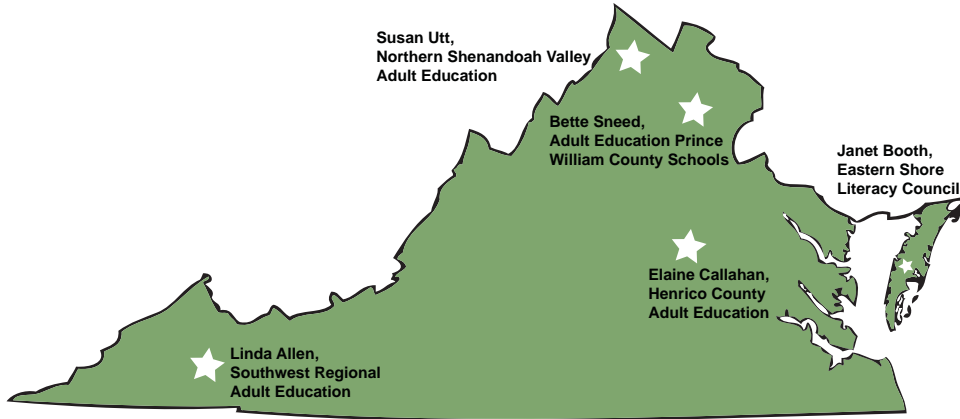 Susan Utt,
Northern Shenandoah Valley
Adult Education
Bette Sneed,
Adult Education Prince
William County Schools
Janet Booth,
Eastern Shore
Literacy Council
Elaine Callahan,
Henrico County
Adult Education
Linda Allen,
Southwest Regional
Adult Education